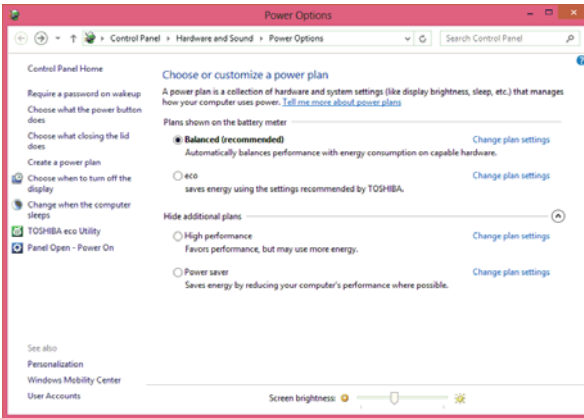 Power Options
Control Panel › Hardware and Sound › Power Options
Search Control Panel
Control Panel Home
Require a password on wakeup
Choose what the power button
does
Choose what closing the lid
does
Create a power plan
Choose when to turn off the
display
Change when the computer
sleeps
TOSHIBA eco Utility
Panel Open - Power On
See also
Personalization
Windows Mobility Center
User Accounts
Choose or customize a power plan
A power plan is a collection of hardware and system settings (like display brightness, sleep, etc.) that manages
how your computer uses power. Tell me more about power plans
Plans shown on the battery meter
Balanced (recommended) Change plan settings
Automatically balances performance with energy consumption on capable hardware.
eco Change plan settings
saves energy using the settings recommended by TOSHIBA.
Hide additional plans
High performance Change plan settings
Favors performance, but may use more energy.
Power saver Change plan settings
Saves energy by reducing your computer's performance where possible.
Screen brightness: